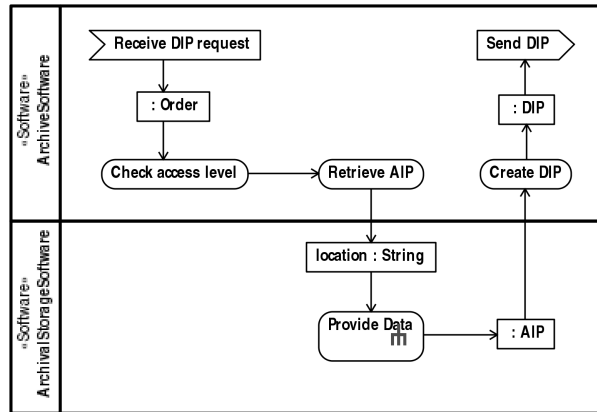 «Software»
ArchiveSoftware
Receive DIP request
Send DIP
: Order
: DIP
Check access level
Retrieve AIP
Create DIP
«Software»
ArchivalStorageSoftware
location : String
Provide Data
: AIP